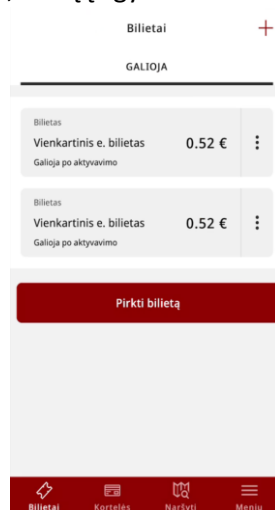 Bilietai
GALIOJA
Bilietas
Vienkartinis e. bilietas 0.52 €
Galioja po aktyvavimo
Bilietas
Vienkartinis e. bilietas 0.52 €
Galioja po aktyvavimo
Pirkti bilietą
Bilietai Kortelės Naršyti Meniu